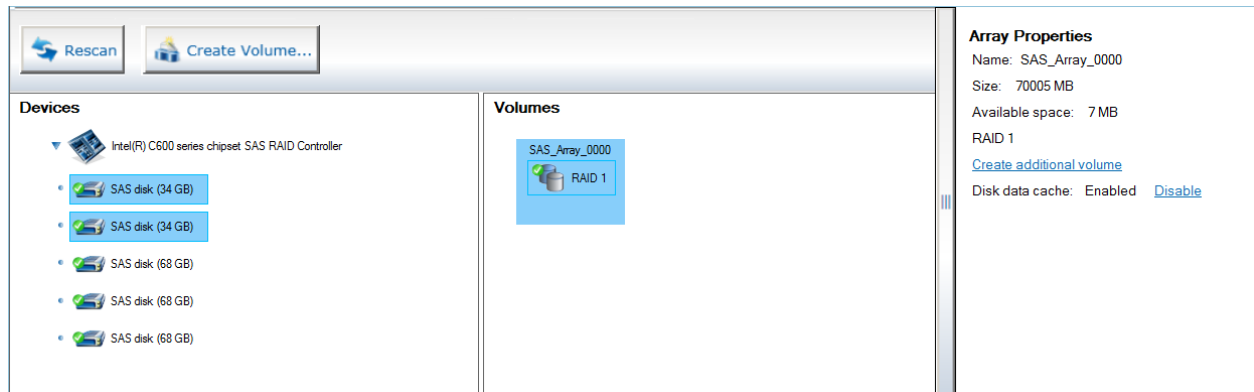 Rescan
Create Volume...
Devices
Intel(R) C600 series chipset SAS RAID Controller
SAS disk (34 GB)
SAS disk (34 GB)
SAS disk (68 GB)
SAS disk (68 GB)
SAS disk (68 GB)
Volumes
SAS_Array_0000
RAID 1
Array Properties
Name: SAS_Array_0000
Size: 70005 MB
Available space: 7 MB
RAID 1
Create additional volume
Disk data cache: Enabled Disable